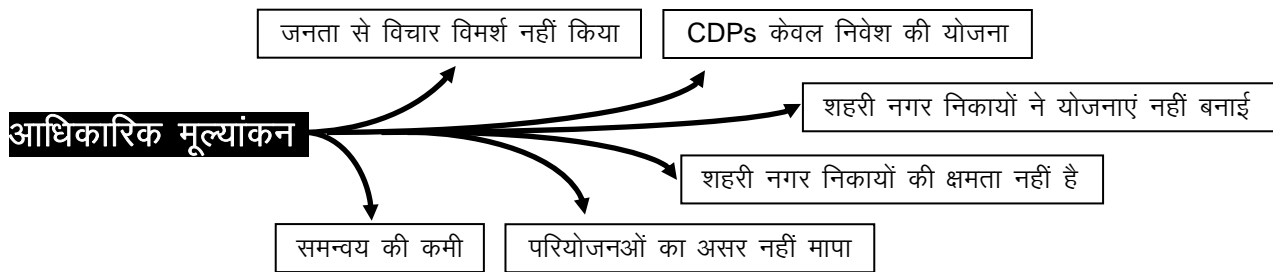 जनता से विचार विमर्श नहीं किया
CDPs केवल निवेश की योजना
शहरी नगर निकायों ने योजनाएं नहीं बनाई
आधिकारिक मूल्यांकन
शहरी नगर निकायों की क्षमता नहीं है
समन्वय की कमी
परियोजनओं का असर नहीं मापा